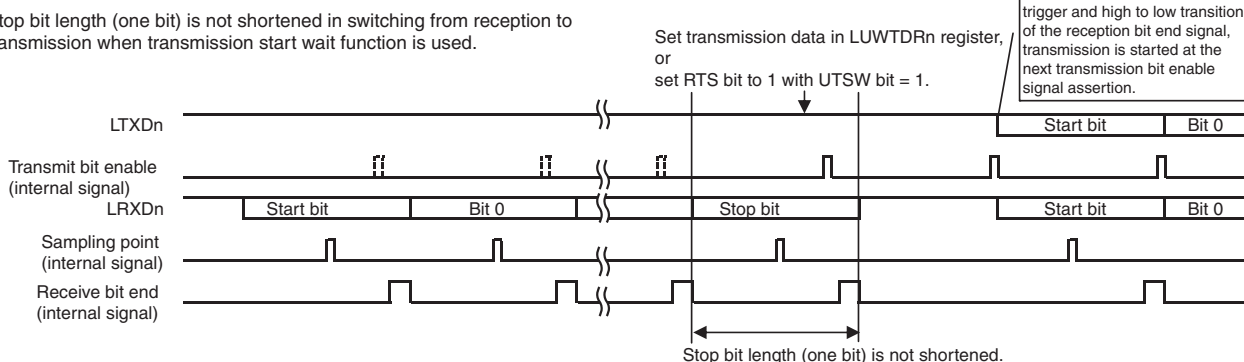 top bit length (one bit) is not shortened in switching from reception to
ansmission when transmission start wait function is used.
Set transmission data in LUWTDRn register,
or
set RTS bit to 1 with UTSW bit = 1.
trigger and high to low transition
of the reception bit end signal,
transmission is started at the
next transmission bit enable
signal assertion.
LTXDn
Start bit
Bit 0
Transmit bit enable
(internal signal)
LRXDn
Start bit
Bit 0
Stop bit
Start bit
Bit 0
Sampling point
(internal signal)
Receive bit end
(internal signal)
Stop bit length (one bit) is not shortened.